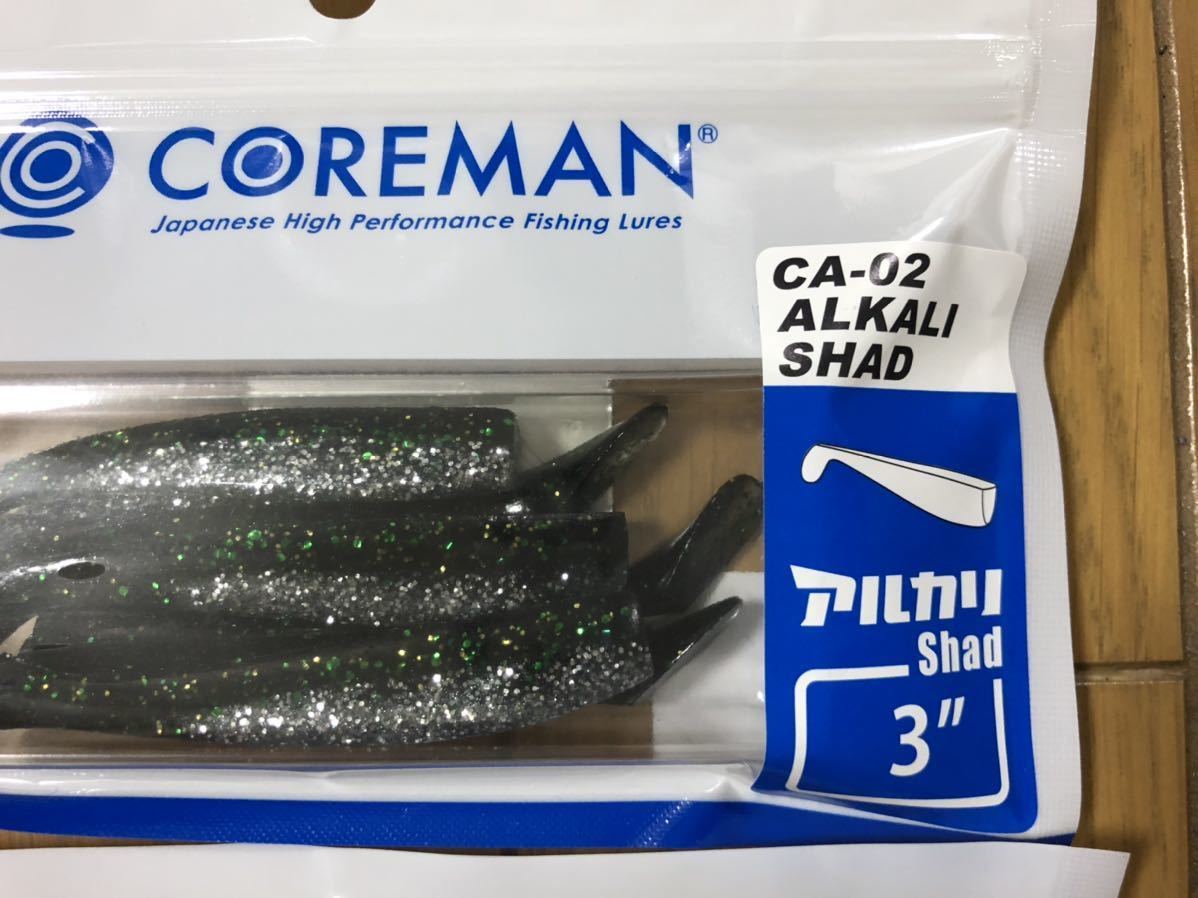 COREMAN®
Japanese High Performance Fishing Lures
CA-02
ALKALI
SHAD
アルカリ
Shad
3"